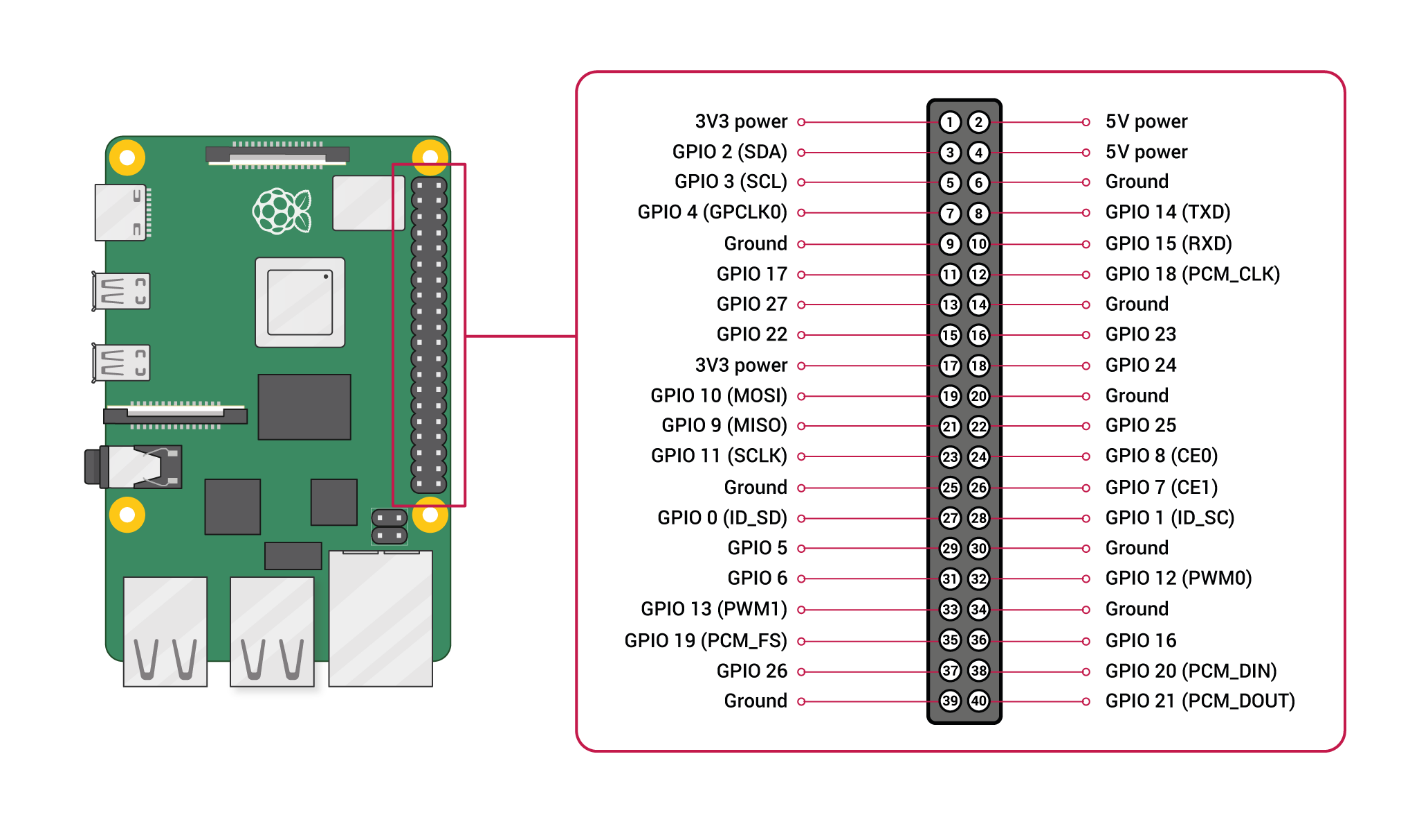 3V3 power 1 2 5V power
GPIO 2 (SDA) 3 4 5V power
GPIO 3 (SCL) 5 6 Ground
GPIO 4 (GPCLK0) 7 8 GPIO 14 (TXD)
Ground 9 10 GPIO 15 (RXD)
GPIO 17 11 12 GPIO 18 (PCM_CLK)
GPIO 27 13 14 Ground
GPIO 22 15 16 GPIO 23
3V3 power 17 18 GPIO 24
GPIO 10 (MOSI) 19 20 Ground
GPIO 9 (MISO) 21 22 GPIO 25
GPIO 11 (SCLK) 23 24 GPIO 8 (CE0)
Ground 25 26 GPIO 7 (CE1)
GPIO 0 (ID_SD) 27 28 GPIO 1 (ID_SC)
GPIO 5 29 30 Ground
GPIO 6 31 32 GPIO 12 (PWM0)
GPIO 13 (PWM1) 33 34 Ground
GPIO 19 (PCM_FS) 35 36 GPIO 16
GPIO 26 37 38 GPIO 20 (PCM_DIN)
Ground 39 40 GPIO 21 (PCM_DOUT)